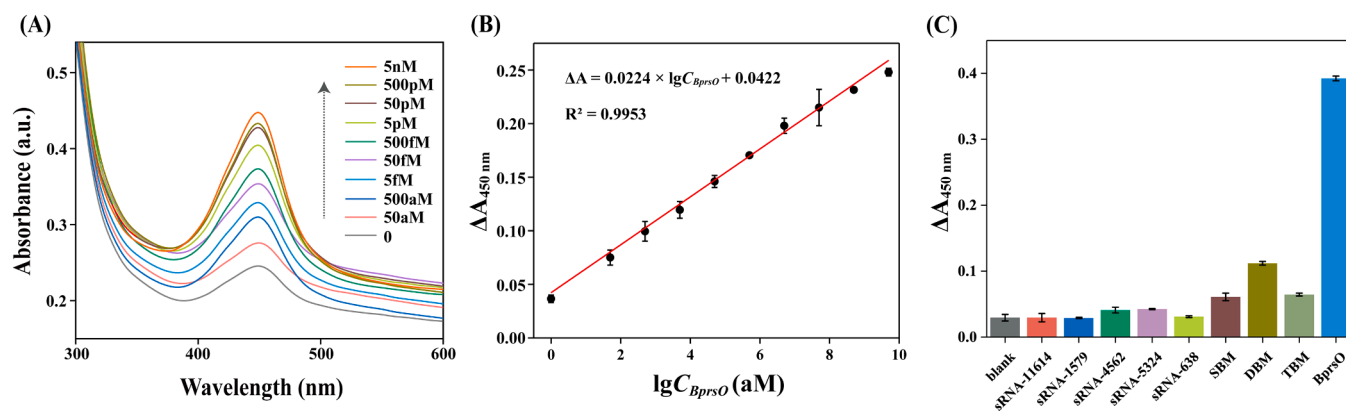 (A)
Absorbance (a.u.)
0.5
0.4
0.3
0.2
300
400
500
600
Wavelength (nm)
5nM
500pM
50pM
5pM
500fM
50fM
5fM
500aM
50aM
0
(B)
ΔA450 nm
0.25
0.20
0.15
0.10
0.05
0.00
0
2
4
6
8
10
lgCBprsO (aM)
ΔA = 0.0224 × lgCBprsO + 0.0422
R² = 0.9953
(C)
ΔA450 nm
0.4
0.3
0.2
0.1
0.0
blank
sRNA-11614
sRNA-1579
sRNA-4562
sRNA-5324
sRNA-638
SBM
DBM
TBM
BprsO